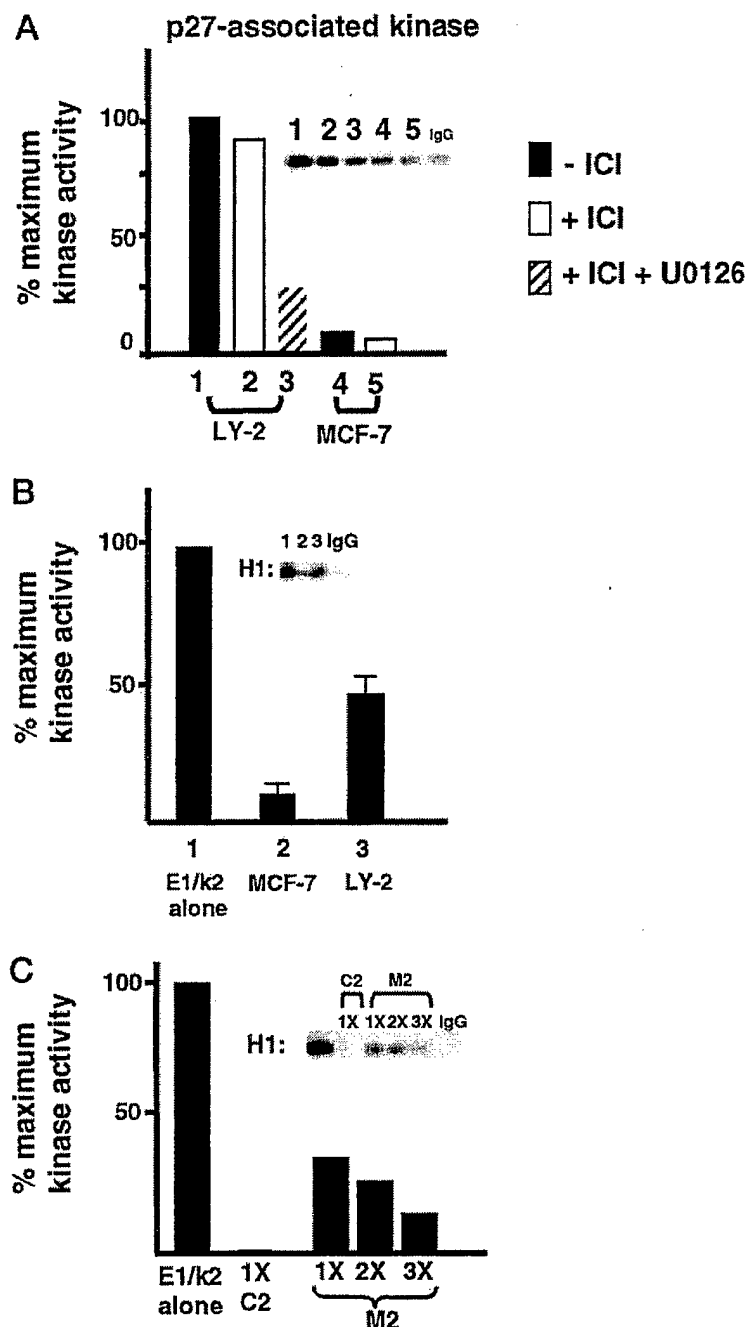 A
p27-associated kinase
% maximum
kinase activity
100
50
0
1 2 3 4 5 IgG
- ICI
+ ICI
+ ICI + U0126
1 2 3 4 5
LY-2 MCF-7
B
% maximum
kinase activity
100
50
1 2 3 IgG
H1:
1 2 3
E1/k2 MCF-7 LY-2
alone
C
% maximum
kinase activity
100
50
C2 M2
1X 1X 2X 3X IgG
H1:
E1/k2 1X 1X 2X 3X
alone C2 M2